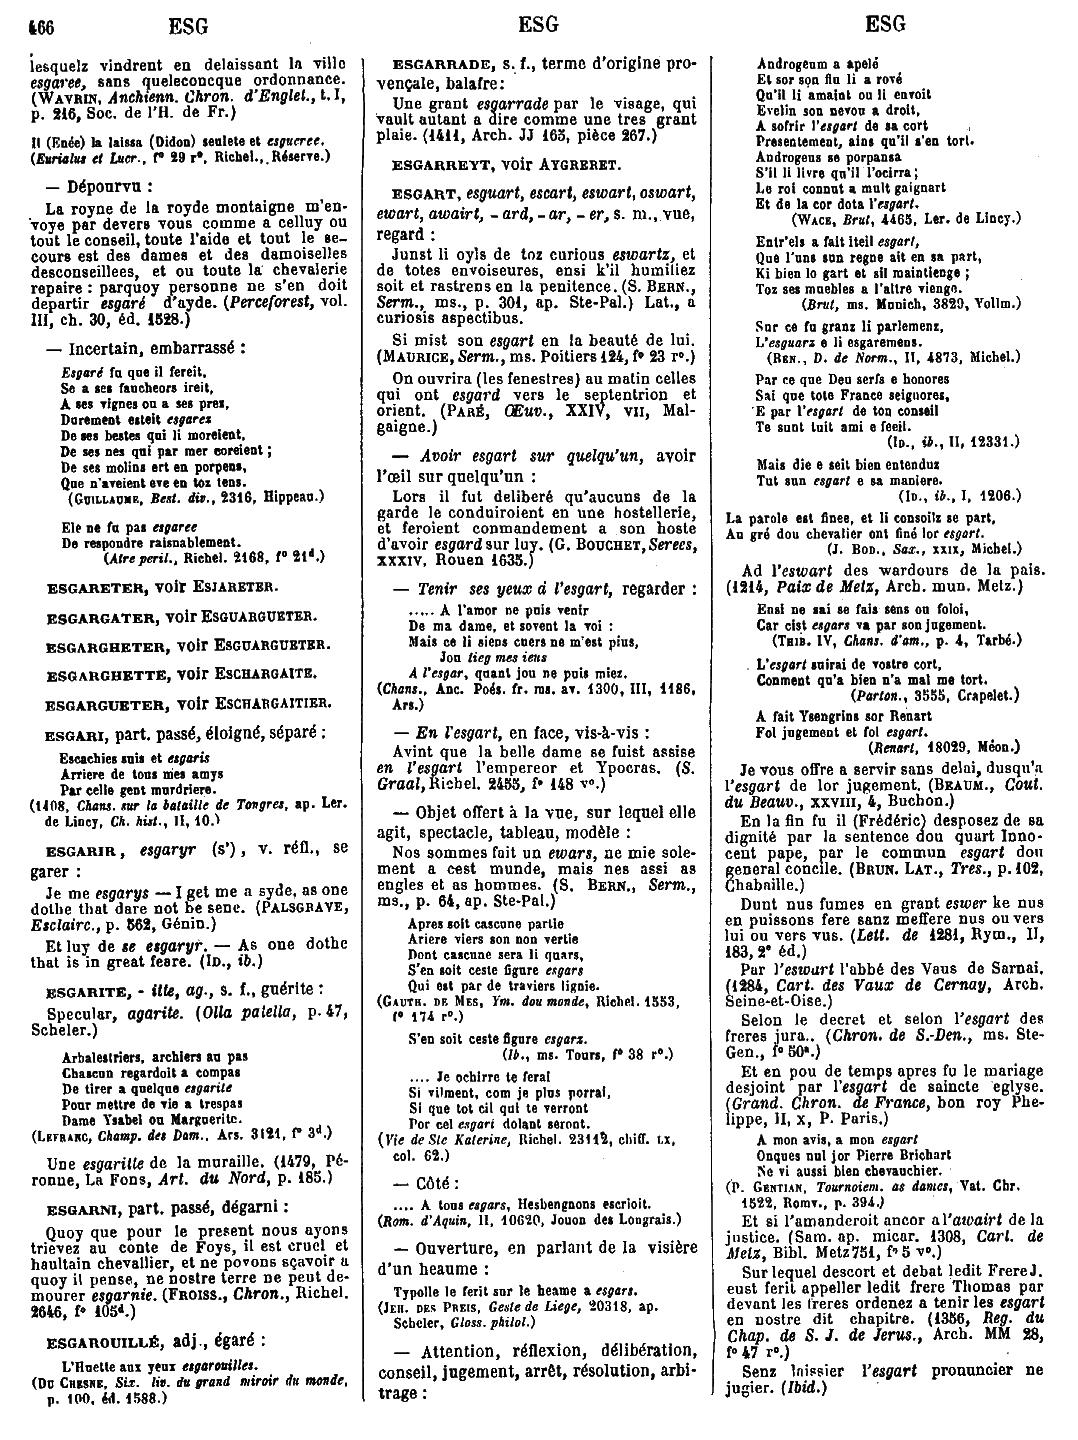 466 ESG ESG ESG
lesquelz vindrent en delaissant la ville
esgaree, sans queleconcque ordonnance.
(WAVRIN, Anchienn. Chron. d'Englet., t. I,
p. 216, Soc. de l'H. de Fr.)
Il (Enée) la laissa (Didon) seulete et esguree.
(Eurialus et Lucr., f° 29 r°, Richel., Réserve.)
— Dépourvu :
La royne de la royde montaigne m'en-
voye par devers vous comme a celluy ou
tout le conseil, toute l'aide et tout le se-
cours est des dames et des damoiselles
desconseillees, et ou toute la chevalerie
repaire : parquoy personne ne s'en doit
departir esgaré d'ayde. (Perceforest, vol.
III, ch. 30, éd. 1528.)
— Incertain, embarrassé :
Esgaré fu que il fereit,
Se a ses faucheors ireit,
A ses vignes ou a ses prez,
Durement esteit esgarez
De ses bestes qui li moreient,
De ses nes qui par mer coreient ;
De ses molins ert en porpens,
Que n'aveient eve en toz tens.
(GUILLAUME, Best. div., 2316, Hippeau.)
Ele ne fu pas esgaree
De respondre raisnablement.
(Atre peril., Richel. 2168, f° 21d.)
ESGARETER, voir ESJARETER.
ESGARGATER, voir ESGUARGUETER.
ESGARGHETER, voir ESGUARGUETER.
ESGARGHETTE, voir ESCHARGAITE.
ESGARGUETER, voir ESCHARGAITIER.
ESGARI, part. passé, éloigné, séparé :
Escachies suis et esgaris
Arriere de tous mes amys
Par celle gent murdriere.
(1408, Chans. sur la bataille de Tongres, ap. Ler.
de Lincy, Ch. hist., II, 10.)
ESGARIR, esgaryr (s'), v. réfl., se
garer :
Je me esgarys — I get me a syde, as one
dothe that dare not be sene. (PALSGRAVE,
Esclairc., p. 562, Génin.)
Et luy de se esgaryr. — As one dothe
that is in great feare. (ID., ib.)
ESGARITE, - itte, ag., s. f., guérite :
Specular, agarite. (Olla patella, p. 47,
Scheler.)
Arbalestriers, archiers au pas
Chascun regardoit a compas
De tirer a quelque esgarite
Pour mettre de vie a trespas
Dame Ysabel ou Marguerite.
(LEFRANC, Champ. des Dam., Ars. 3121, f° 3d.)
Une esgaritte de la muraille. (1479, Pé-
ronne, LA FONS, Art. du Nord, p. 185.)
ESGARNI, part. passé, dégarni :
Quoy que pour le present nous ayons
trievez au conte de Foys, il est cruel et
haultain chevallier, et ne povons sçavoir a
quoy il pense, ne nostre terre ne peut de-
mourer esgarnie. (FROISS., Chron., Richel.
2646, f° 105d.)
ESGAROUILLÉ, adj., égaré :
L'Huette aux yeux esgarouilles.
(DU CHESNE, Six. liv. du grand miroir du monde,
p. 100, éd. 1588.)
ESGARRADE, s. f., terme d'origine pro-
vençale, balafre :
Une grant esgarrade par le visage, qui
vault autant a dire comme une tres grant
plaie. (1411, Arch. JJ 165, pièce 267.)
ESGARREYT, voir AYGRERET.
ESGART, esguart, escart, eswart, oswart,
ewart, awairt, - ard, - ar, - er, s. m., vue,
regard :
Junst li oyls de toz curious eswartz, et
de totes envoiseures, ensi k'il humiliez
soit et rastrens en la penitence. (S. BERN.,
Serm., ms., p. 301, ap. Ste-Pal.) Lat., a
curiosis aspectibus.
Si mist son esgart en la beauté de lui.
(MAURICE, Serm., ms. Poitiers 124, f° 23 r°.)
On ouvrira (les fenestres) au matin celles
qui ont esgard vers le septentrion et
orient. (PARÉ, Œuv., XXIV, VII, Mal-
gaigne.)
— Avoir esgart sur quelqu'un, avoir
l'œil sur quelqu'un :
Lors il fut deliberé qu'aucuns de la
garde le conduiroient en une hostellerie,
et feroient conmandement a son hoste
d'avoir esgard sur luy. (G. BOUCHET, Serees,
XXXIV, Rouen 1635.)
— Tenir ses yeux à l'esgart, regarder :
..... A l'amor ne puis venir
De ma dame, et sovent la voi :
Mais ce li siens cuers ne m'est pius,
Jou tieg mes iens
A l'esgar, quant jou ne puis miez.
(Chans., Anc. Poés. fr. ms. av. 1300, III, 1186,
Ars.)
— En l'esgart, en face, vis-à-vis :
Avint que la belle dame se fuist assise
en l'esgart l'empereor et Ypocras. (S.
Graal, Richel. 2455, f° 148 v°.)
— Objet offert à la vue, sur lequel elle
agit, spectacle, tableau, modèle :
Nos sommes fait un ewars, ne mie sole-
ment a cest munde, mais nes assi as
engles et as hommes. (S. BERN., Serm.,
ms., p. 64, ap. Ste-Pal.)
Apres soit cascune partie
Ariere viers son non vertie
Dont cascune sera li quars,
S'en soit ceste figure esgars
Qui est par de traviers lignie.
(GAUTH. DE MES, Ym. dou monde, Richel. 1553,
f° 174 r°.)
S'en soit ceste figure esgarz.
(Ib., ms. Tours, f° 38 r°.)
.... Je ochirre te ferai
Si vilment, com je plus porrai,
Si que tot cil qui te verront
Por cel esgart dolant seront.
(Vie de Ste Katerine, Richel. 23112, chiff. LX,
col. 62.)
— Côté :
.... A tous esgars, Hesbengnons escrioit.
(Rom. d'Aquin, II, 10620, Jouon des Longrais.)
— Ouverture, en parlant de la visière
d'un heaume :
Typolle le ferit sur le heame a esgars.
(JEH. DES PREIS, Geste de Liege, 20318, ap.
Scheler, Gloss. philol.)
— Attention, réflexion, délibération,
conseil, jugement, arrêt, résolution, arbi-
trage :
Androgeum a apelé
Et sor son fiu li a rové
Qu'il li amaint ou li envoit
Evelin son nevou a droit,
A sofrir l'esgart de sa cort
Presentement, ains qu'il s'en tort.
Androgens se porpansa
S'il li livre qu'il l'ocirra ;
Le roi connut a mult gaignart
Et de la cor dota l'esgart.
(WACE, Brut, 4465, Ler. de Lincy.)
Entr'els a fait iteil esgart,
Que l'uns son regne ait en sa part,
Ki bien lo gart et sil maintienge ;
Toz ses muebles a l'altre vienge.
(Brut, ms. Munich, 3829, Vollm.)
Sur ce fu granz li parlemenz,
L'esguarz e li esgaremens.
(BEN., D. de Norm., II, 4873, Michel.)
Par ce que Deu serfs e honores
Sai que tote France seignores,
E par l'esgart de ton conseil
Te sunt tuit ami e feeil.
(ID., ib., II, 12331.)
Mais die e seit bien entenduz
Tut sun esgart e sa maniere.
(ID., ib., I, 1206.)
La parole est finee, et li consoilz se part,
Au gré dou chevalier ont finé lor esgart.
(J. BOD., Sax., XXIX, Michel.)
Ad l'eswart des wardours de la pais.
(1214, Paix de Metz, Arch. mun. Metz.)
Ensi ne sai se fais sens ou foloi,
Car cist esgars va par son jugement.
(THIB. IV, Chans. d'am., p. 4, Tarbé.)
L'esgart suirai de vostre cort,
Conment qu'a bien n'a mal me tort.
(Parton., 3555, Crapelet.)
A fait Ysengrins sor Renart
Fol jugement et fol esgart.
(Renart, 18029, Méon.)
Je vous offre a servir sans delai, dusqu'a
l'esgart de lor jugement. (BEAUM., Cout.
du Beauv., XXVIII, 4, Buchon.)
En la fin fu il (Frédéric) desposez de sa
dignité par la sentence dou quart Inno-
cent pape, par le commun esgart dou
general concile. (BRUN. LAT., Tres., p. 102,
Chabaille.)
Dunt nus fumes en grant eswer ke nus
en puissons fere sanz meffere nus ou vers
lui ou vers vus. (Lett. de 1281, Rym., II,
183, 2e éd.)
Par l'eswart l'abbé des Vaus de Sarnai.
(1284, Cart. des Vaux de Cernay, Arch.
Seine-et-Oise.)
Selon le decret et selon l'esgart des
freres jura.. (Chron. de S.-Den., ms. Ste-
Gen., f° 50a.)
Et en pou de temps apres fu le mariage
desjoint par l'esgart de saincte eglyse.
(Grand. Chron. de France, bon roy Phe-
lippe, II, X, P. Paris.)
A mon avis, a mon esgart
Onques nul jor Pierre Brichart
Ne vi aussi bien chevauchier.
(P. GENTIAN, Tournoiem. as dames, Vat. Chr.
1522, Romv., p. 394.)
Et si l'amanderoit ancor a l'awairt de la
justice. (Sam. ap. micar. 1308, Cart. de
Metz, Bibl. Metz 751, f° 5 v°.)
Sur lequel descort et debat ledit Frere J.
eust ferit appeller ledit frere Thomas par
devant les freres ordenez a tenir les esgart
en nostre dit chapitre. (1356, Reg. du
Chap. de S. J. de Jerus., Arch. MM 28,
f° 47 r°.)
Senz laissier l'esgart pronuncier ne
jugier. (Ibid.)